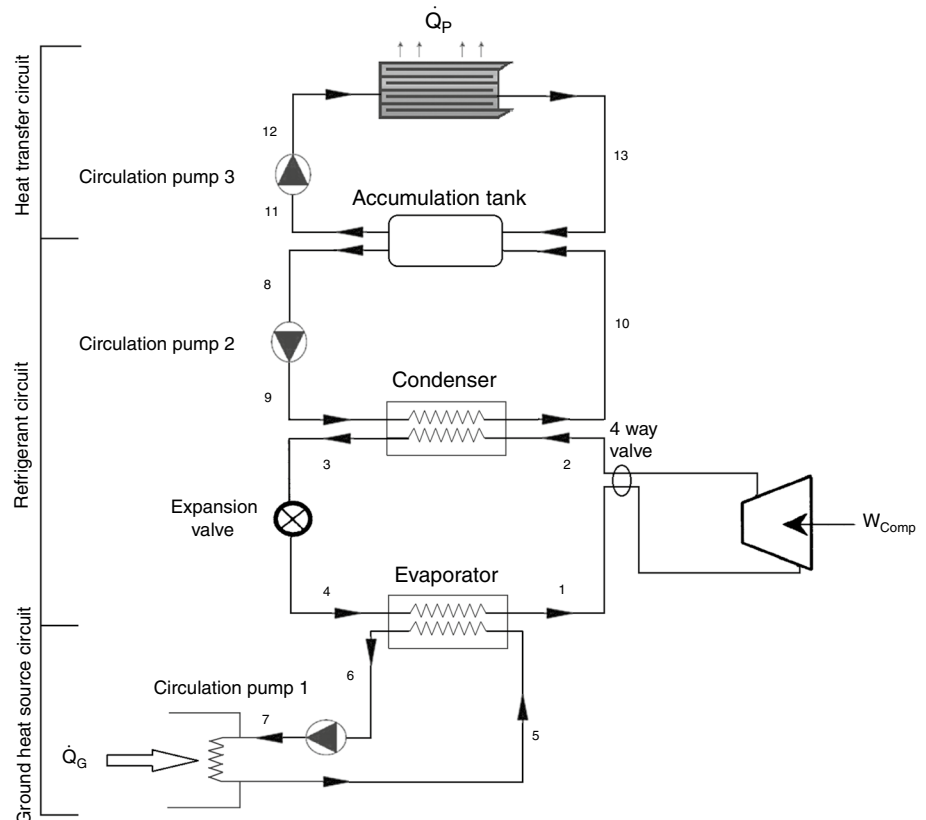 Q̇P
Heat transfer circuit
12
13
Circulation pump 3
Accumulation tank
11
8
Circulation pump 2
10
Refrigerant circuit
9
Condenser
4 way
valve
3
2
Expansion
valve
WComp
Evaporator
4
1
Ground heat source circuit
6
Circulation pump 1
7
5
Q̇G